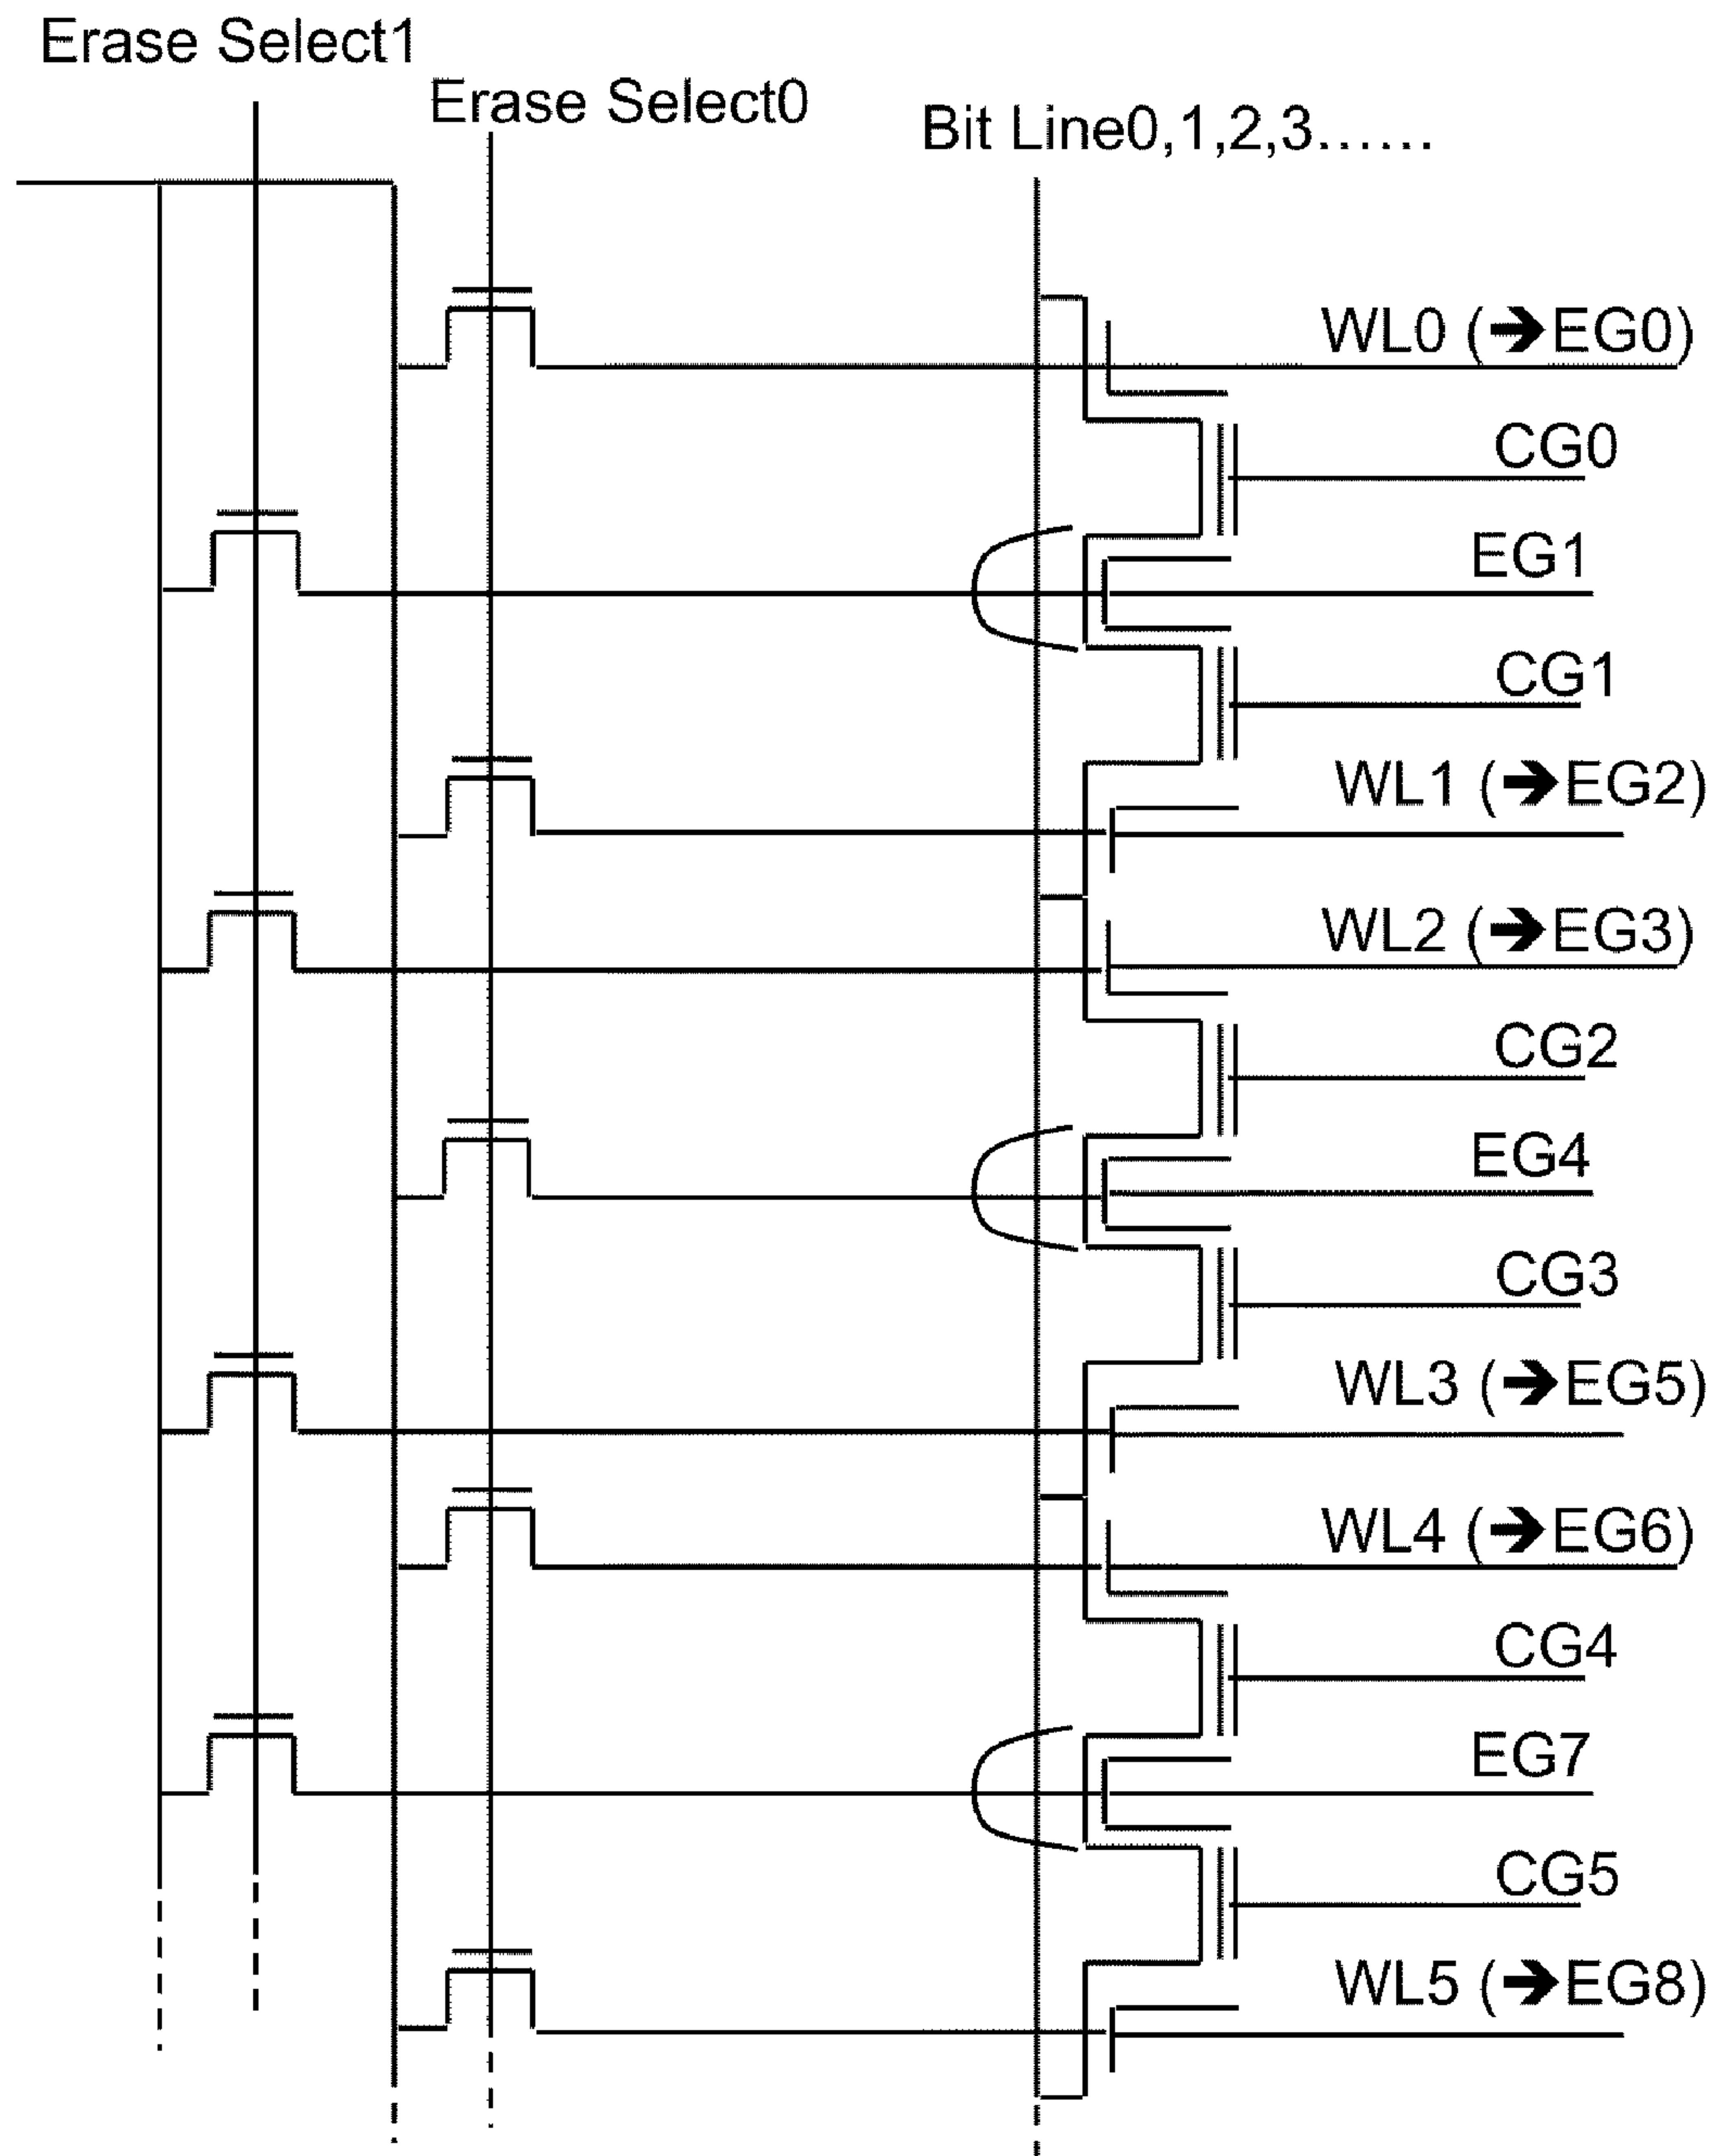 Erase Select1
Erase Select0
Bit Line0,1,2,3......
WL0 (➔EG0)
CG0
EG1
CG1
WL1 (➔EG2)
WL2 (➔EG3)
CG2
EG4
CG3
WL3 (➔EG5)
WL4 (➔EG6)
CG4
EG7
CG5
WL5 (➔EG8)